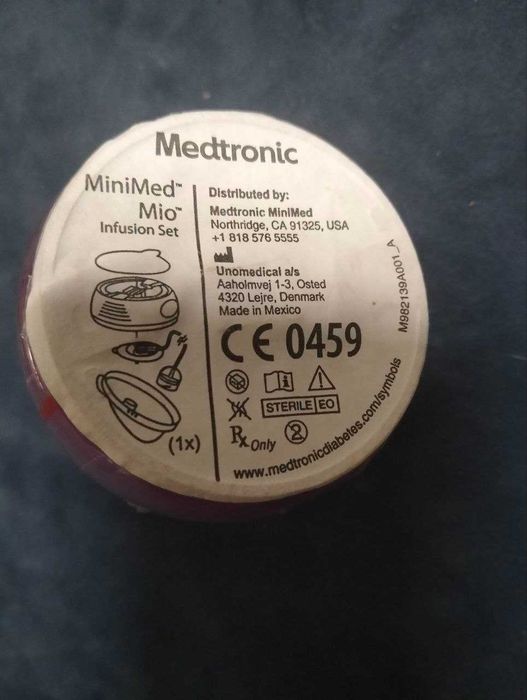 Medtronic
MiniMed™
Mio™
Infusion Set
(1x)
Distributed by:
Medtronic MiniMed
Northridge, CA 91325, USA
+1 818 576 5555
Unomedical a/s
Aaholmvej 1-3, Osted
4320 Lejre, Denmark
Made in Mexico
CE 0459
STERILE EO
Rx Only
www.medtronicdiabetes.com/symbols
M982139A001_A